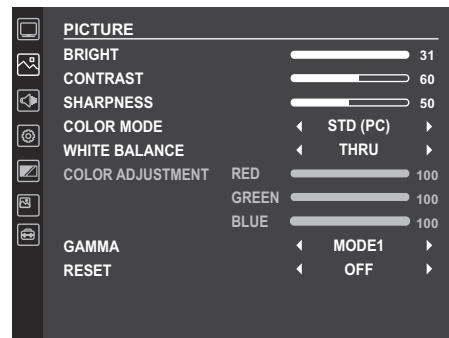 PICTURE
BRIGHT 31
CONTRAST 60
SHARPNESS 50
COLOR MODE STD (PC)
WHITE BALANCE THRU
COLOR ADJUSTMENT RED 100
GREEN 100
BLUE 100
GAMMA MODE1
RESET OFF